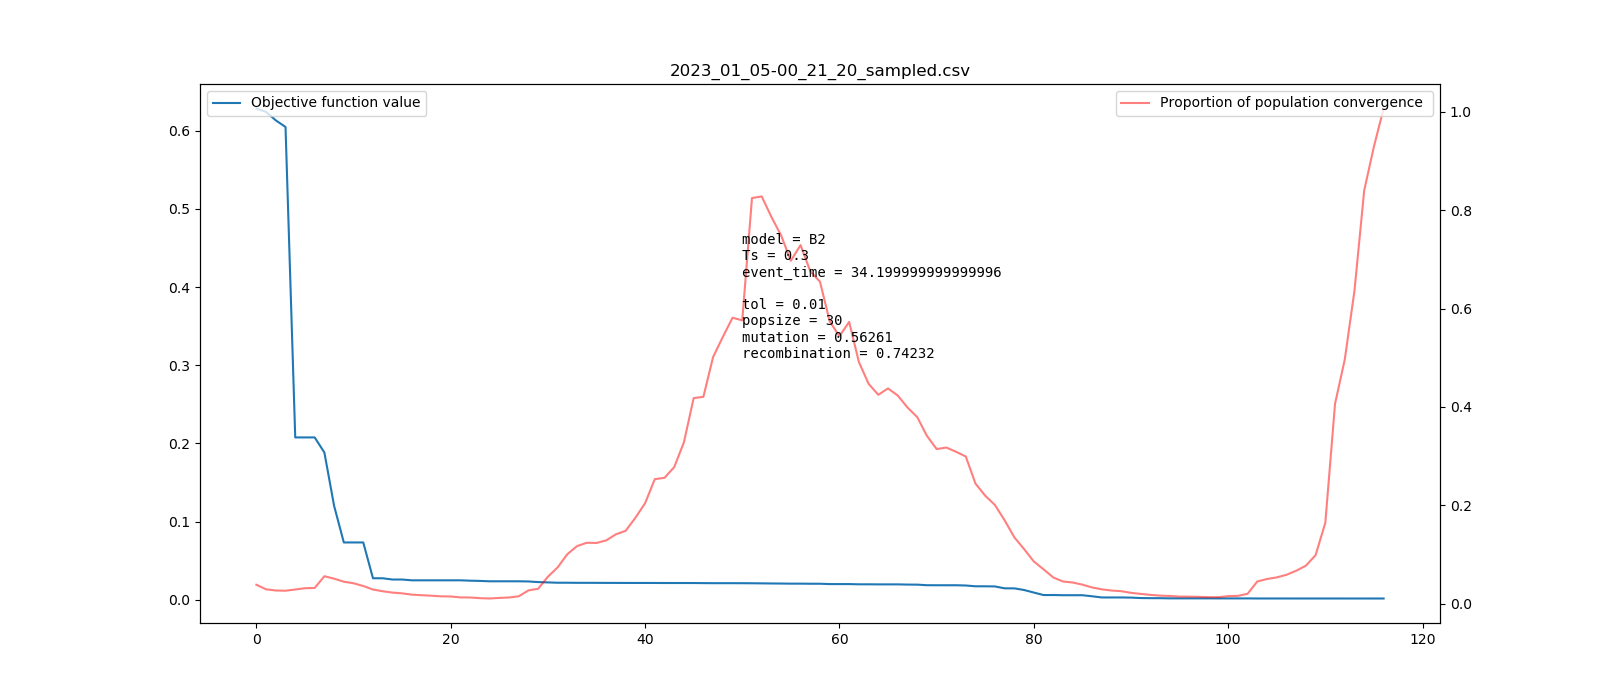 2023_01_05-00_21_20_sampled.csv
Objective function value
Proportion of population convergence
0.6
0.5
0.4
0.3
0.2
0.1
0.0
model = B2
Ts = 0.3
event_time = 34.199999999999996
tol = 0.01
popsize = 30
mutation = 0.56261
recombination = 0.74232
1.0
0.8
0.6
0.4
0.2
0.0
0 20 40 60 80 100 120